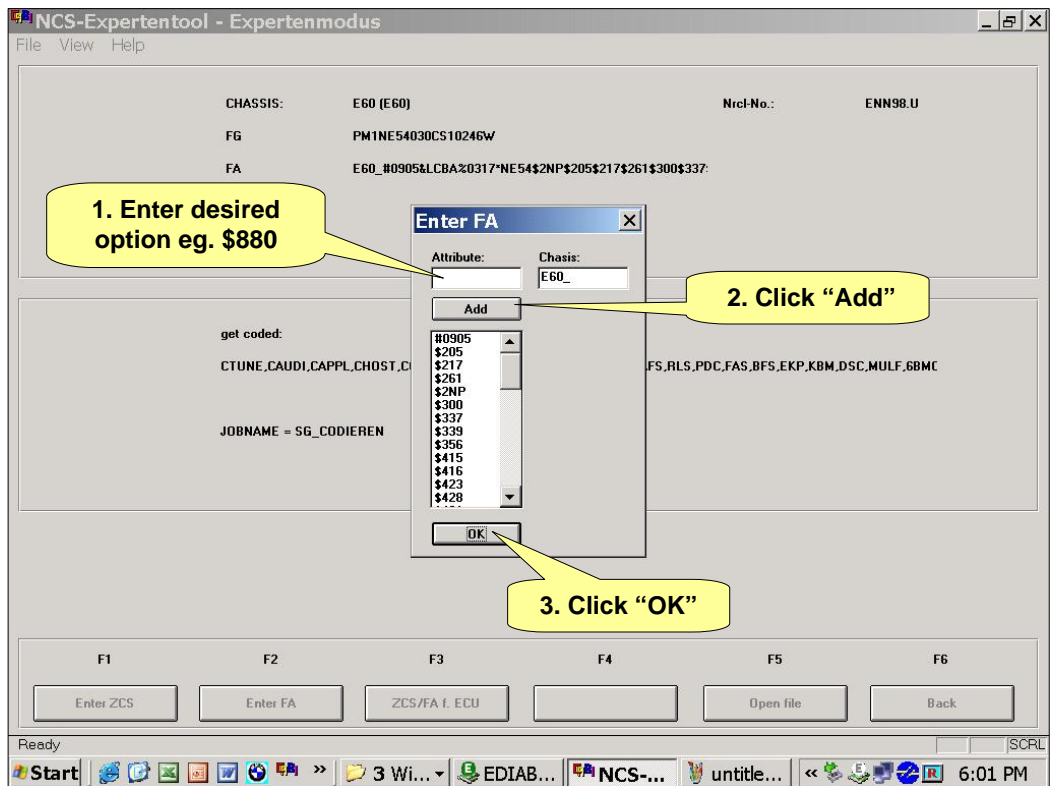 NCS-Expertentool - Expertenmodus
File View Help
CHASSIS: E60 (E60) Nrcl-No.: ENN98.U
FG PM1NE54030CS10246W
FA E60_#0905&LCBA%0317*NE54$2NP$205$217$261$300$337:
1. Enter desired
option eg. $880
Enter FA
Attribute: Chasis:
E60_
2. Click “Add”
Add
get coded:
CTUNE,CAUDI,CAPPL,CHOST,C
FS,RLS,PDC,FAS,BFS,EKP,KBM,DSC,MULF,GBMC
#0905
$205
$217
$261
$2NP
$300
$337
$339
$356
$415
$416
$423
$428
JOBNAME = SG_CODIEREN
OK
3. Click “OK”
F1 F2 F3 F4 F5 F6
Enter ZCS Enter FA ZCS/FA f. ECU Open file Back
Ready SCRL
Start » 3 Wi... EDIAB... NCS-... untitle... « 6:01 PM